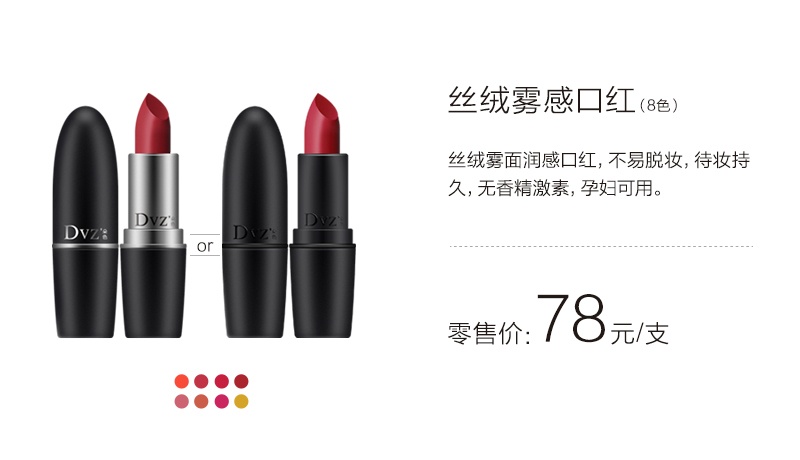 丝绒雾感口红(8色)
丝绒雾面润感口红, 不易脱妆, 待妆持
久, 无香精激素, 孕妇可用。
Dvz's
Dvz's
or
Dvz's
Dvz's
零售价: 78元/支